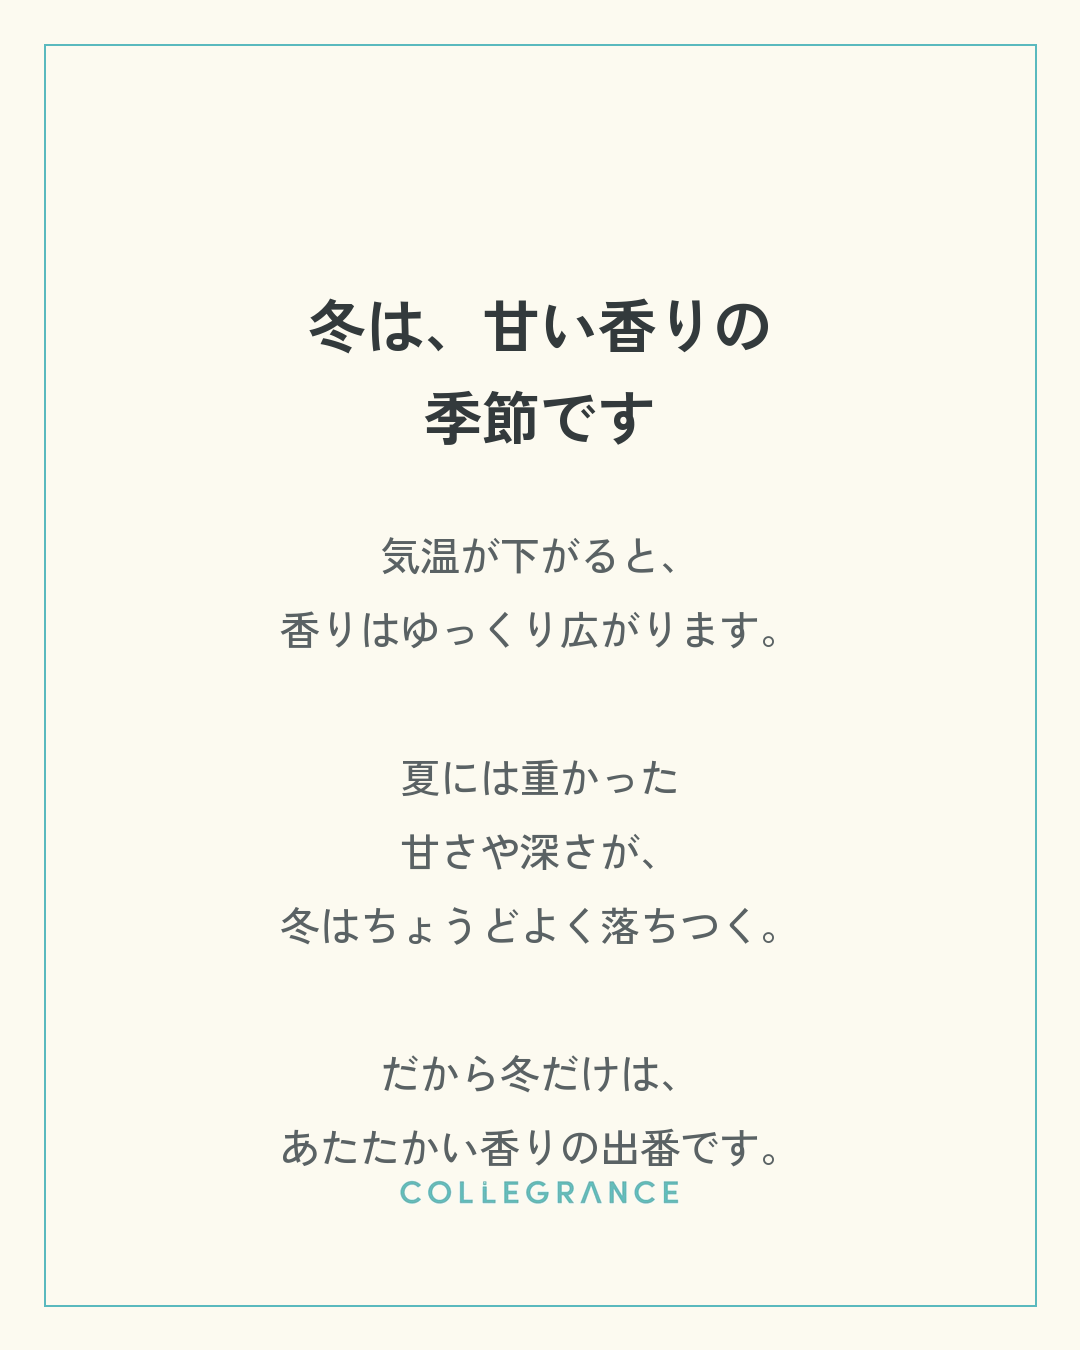 冬は、甘い香りの
季節です
気温が下がると、
香りはゆっくり広がります。
夏には重かった
甘さや深さが、
冬はちょうどよく落ちつく。
だから冬だけは、
あたたかい香りの出番です。
COLLEGRANCE